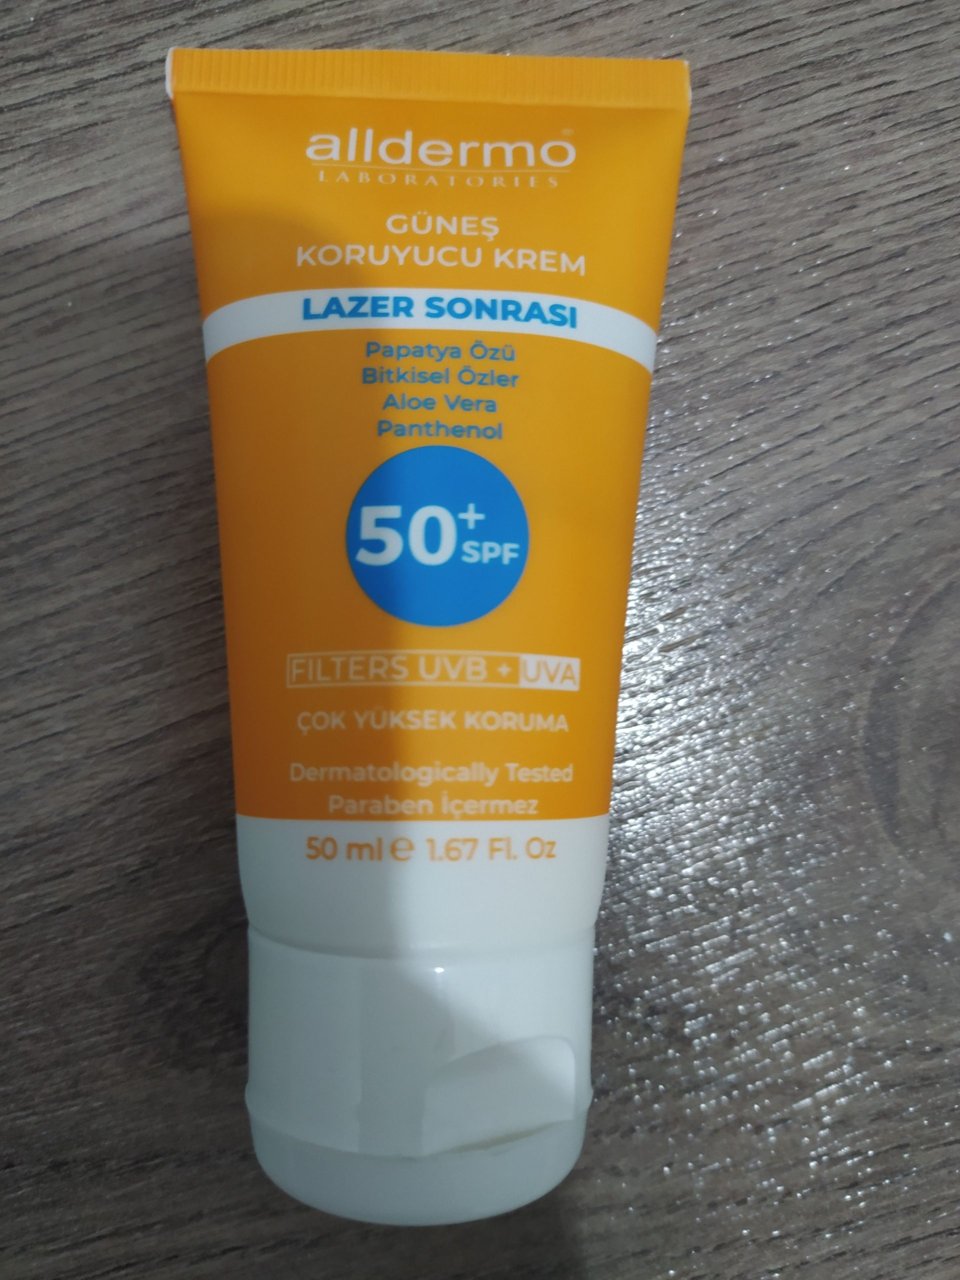 alldermo®
LABORATORIES
GÜNEŞ
KORUYUCU KREM
LAZER SONRASI
Papatya Özü
Bitkisel Özler
Aloe Vera
Panthenol
50+ SPF
FILTERS UVB + UVA
ÇOK YÜKSEK KORUMA
Dermatologically Tested
Paraben İçermez
50 ml ℮ 1.67 Fl. Oz